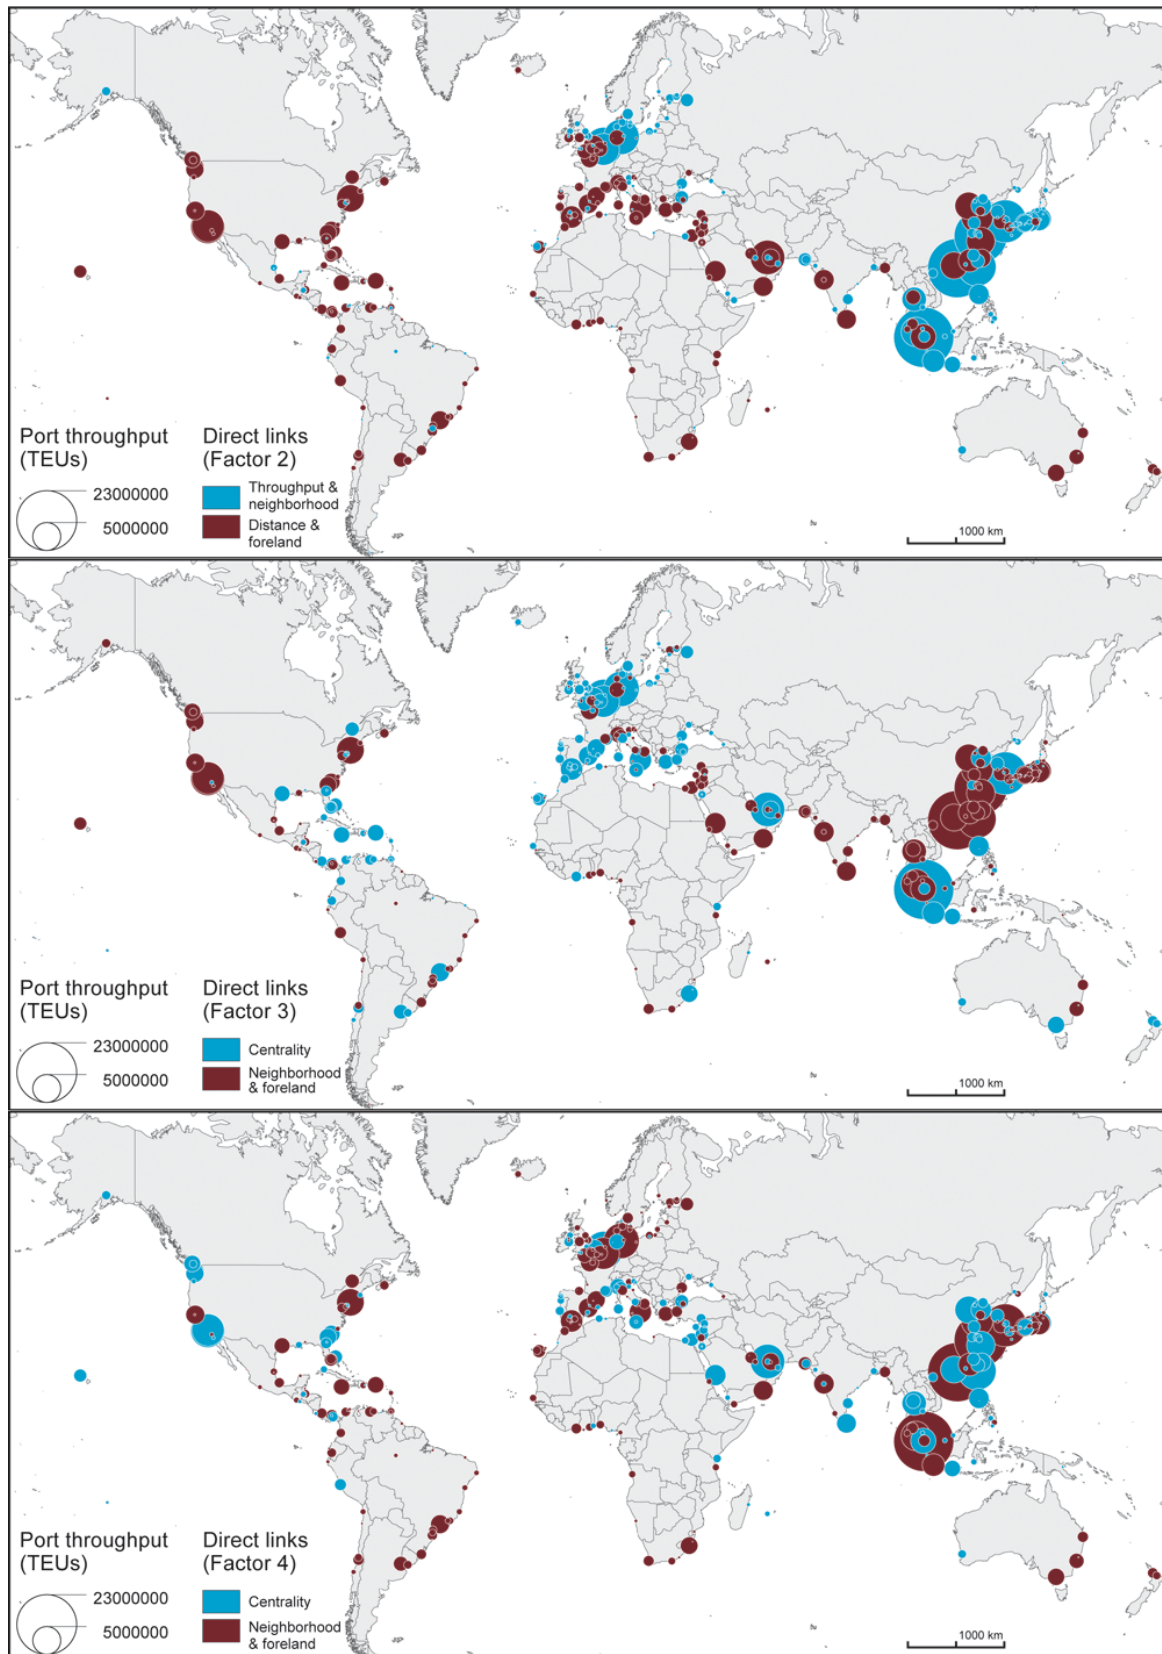 Port throughput
(TEUs)
23000000
5000000
Direct links
(Factor 2)
Throughput &
neighborhood
Distance &
foreland
1000 km
Port throughput
(TEUs)
23000000
5000000
Direct links
(Factor 3)
Centrality
Neighborhood
& foreland
1000 km
Port throughput
(TEUs)
23000000
5000000
Direct links
(Factor 4)
Centrality
Neighborhood
& foreland
1000 km